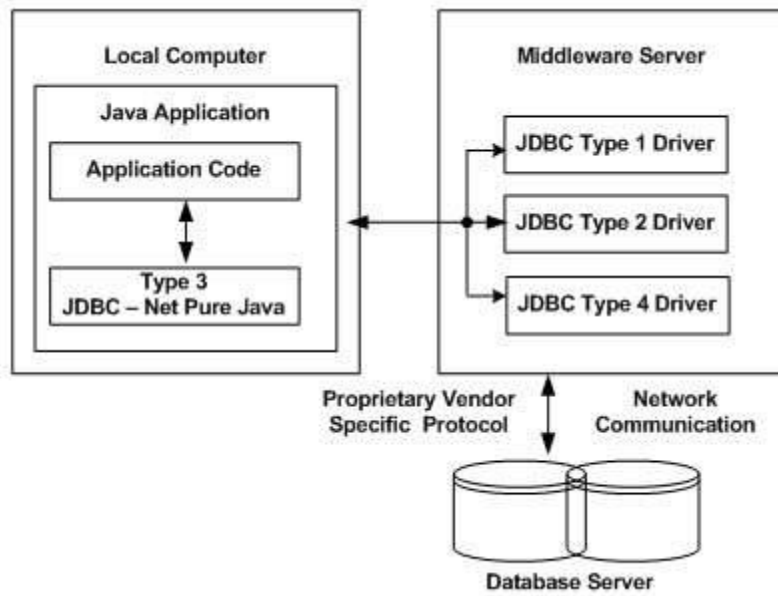 Local Computer
Java Application
Application Code
Type 3
JDBC – Net Pure Java
Middleware Server
JDBC Type 1 Driver
JDBC Type 2 Driver
JDBC Type 4 Driver
Proprietary Vendor
Specific Protocol
Network
Communication
Database Server